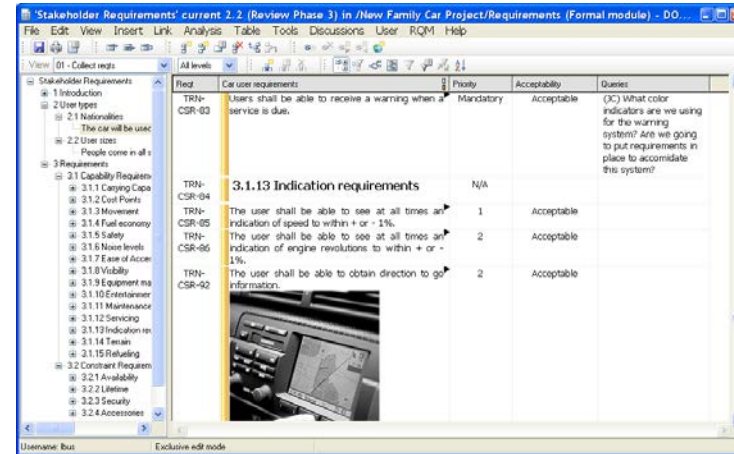 'Stakeholder Requirements' current 2.2 (Review Phase 3) in /New Family Car Project/Requirements (Formal module) - DO...
File Edit View Insert Link Analysis Table Tools Discussions User RQM Help
View 01 - Collect reqts All levels
Stakeholder Requirements
1 Introduction
2 User types
2.1 Nationalities
The car will be used
2.2 User sizes
People come in all s
3 Requirements
3.1 Capability Requirem
3.1.1 Carrying Capa
3.1.2 Cost Points
3.1.3 Movement
3.1.4 Fuel economy
3.1.5 Safety
3.1.6 Noise levels
3.1.7 Ease of Acce
3.1.8 Visibility
3.1.9 Equipment ma
3.1.10 Entertainmer
3.1.11 Maintenance
3.1.12 Servicing
3.1.13 Indication rec
3.1.14 Terrain
3.1.15 Refueling
3.2 Constraint Requirem
3.2.1 Availability
3.2.2 Lifetime
3.2.3 Security
3.2.4 Accessories
Reqt Car user requirements Priority Acceptability Queries
TRN-
CSR-83
Users shall be able to receive a warning when a
service is due.
Mandatory
Acceptable
(JC) What color
indicators are we using
for the warning
system? Are we going
to put requirements in
place to accomidate
this system?
TRN-
CSR-84
3.1.13 Indication requirements
N/A
TRN-
CSR-85
The user shall be able to see at all times an
indication of speed to within + or - 1%.
1
Acceptable
TRN-
CSR-86
The user shall be able to see at all times an
indication of engine revolutions to within + or -
1%.
2
Acceptable
TRN-
CSR-92
The user shall be able to obtain direction to go
information.
2
Acceptable
Username: lbus Exclusive edit mode